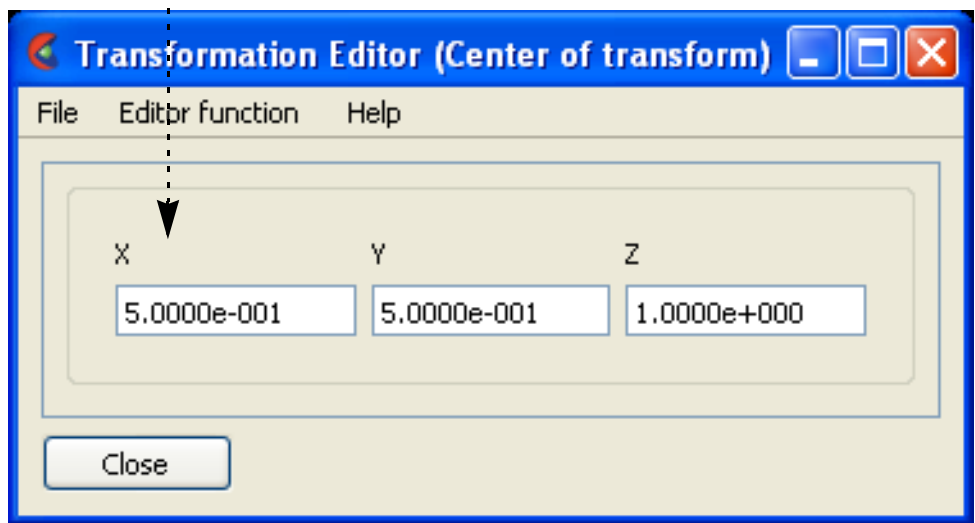 Transformation Editor (Center of transform)
File Editor function Help
X Y Z
5.0000e-001 5.0000e-001 1.0000e+000
Close